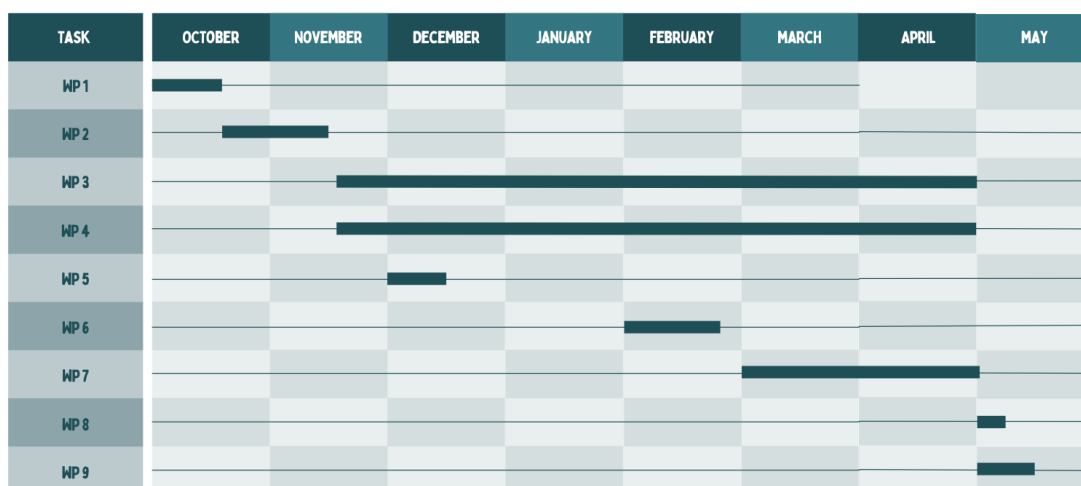 TASK OCTOBER NOVEMBER DECEMBER JANUARY FEBRUARY MARCH APRIL MAY
WP 1
WP 2
WP 3
WP 4
WP 5
WP 6
WP 7
WP 8
WP 9